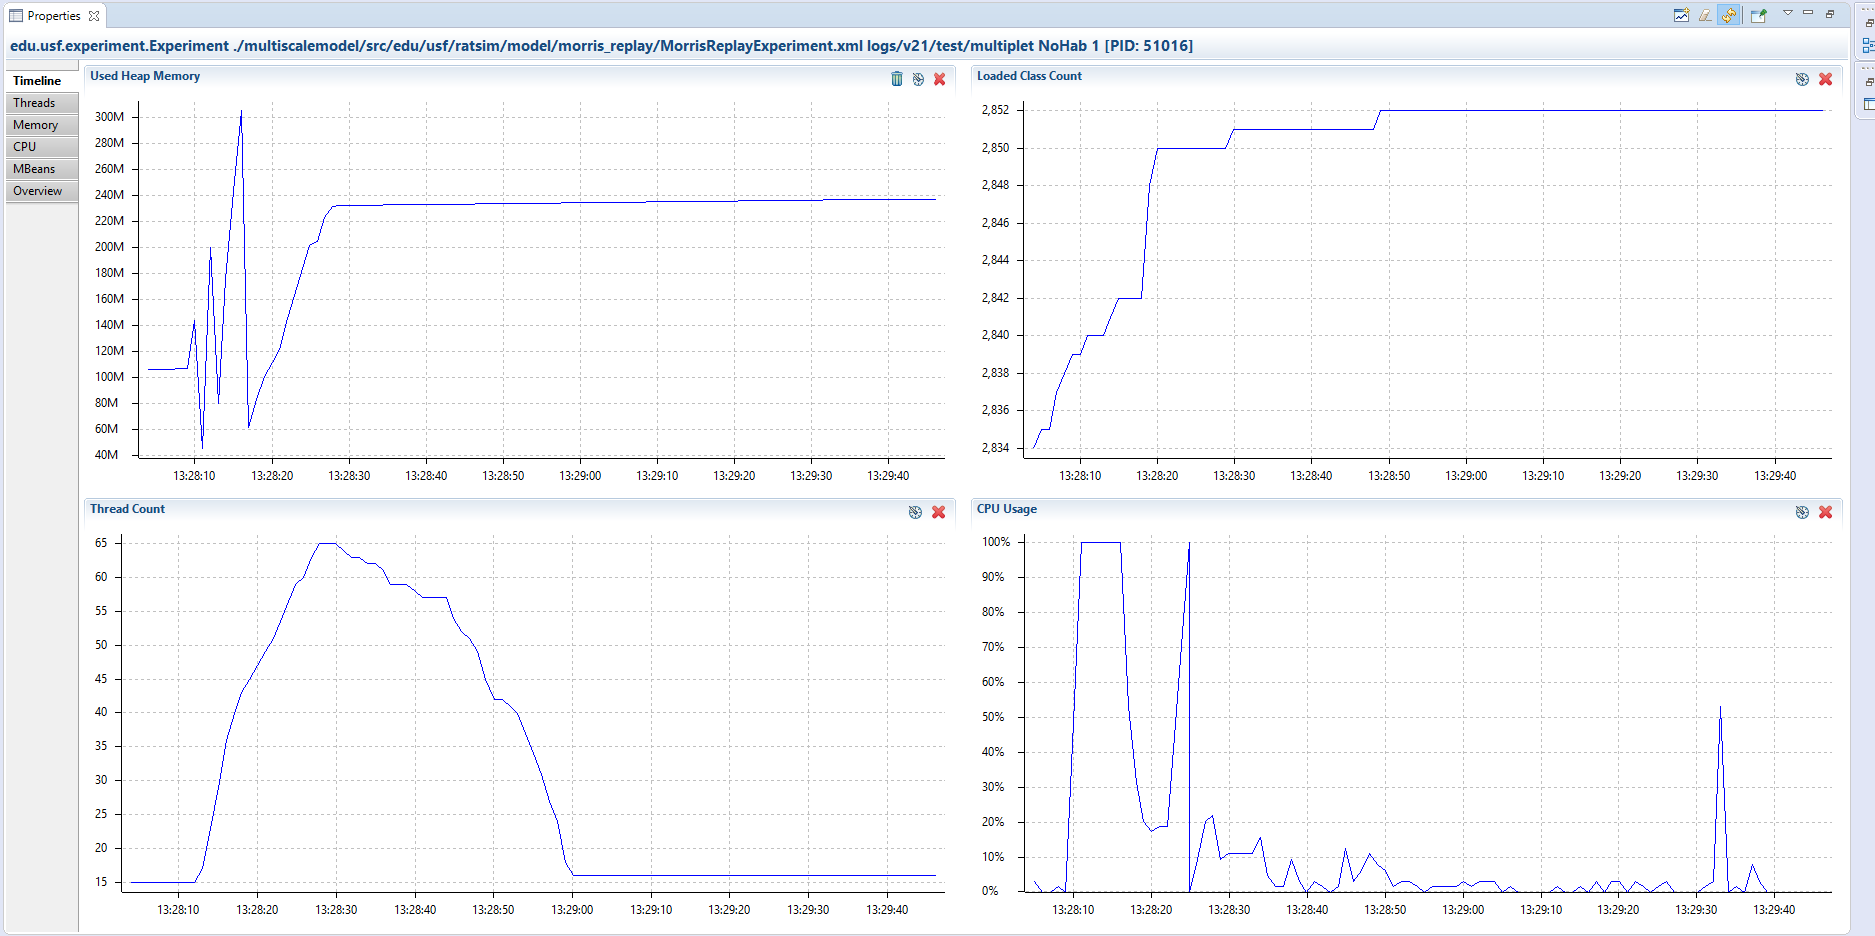 Properties
edu.usf.experiment.Experiment ./multiscalemodel/src/edu/usf/ratsim/model/morris_replay/MorrisReplayExperiment.xml logs/v21/test/multiplet NoHab 1 [PID: 51016]
Timeline
Threads
Memory
CPU
MBeans
Overview
Used Heap Memory
300M
280M
260M
240M
220M
200M
180M
160M
140M
120M
100M
80M
60M
40M
13:28:10 13:28:20 13:28:30 13:28:40 13:28:50 13:29:00 13:29:10 13:29:20 13:29:30 13:29:40
Loaded Class Count
2,852
2,850
2,848
2,846
2,844
2,842
2,840
2,838
2,836
2,834
13:28:10 13:28:20 13:28:30 13:28:40 13:28:50 13:29:00 13:29:10 13:29:20 13:29:30 13:29:40
Thread Count
65
60
55
50
45
40
35
30
25
20
15
13:28:10 13:28:20 13:28:30 13:28:40 13:28:50 13:29:00 13:29:10 13:29:20 13:29:30 13:29:40
CPU Usage
100%
90%
80%
70%
60%
50%
40%
30%
20%
10%
0%
13:28:10 13:28:20 13:28:30 13:28:40 13:28:50 13:29:00 13:29:10 13:29:20 13:29:30 13:29:40